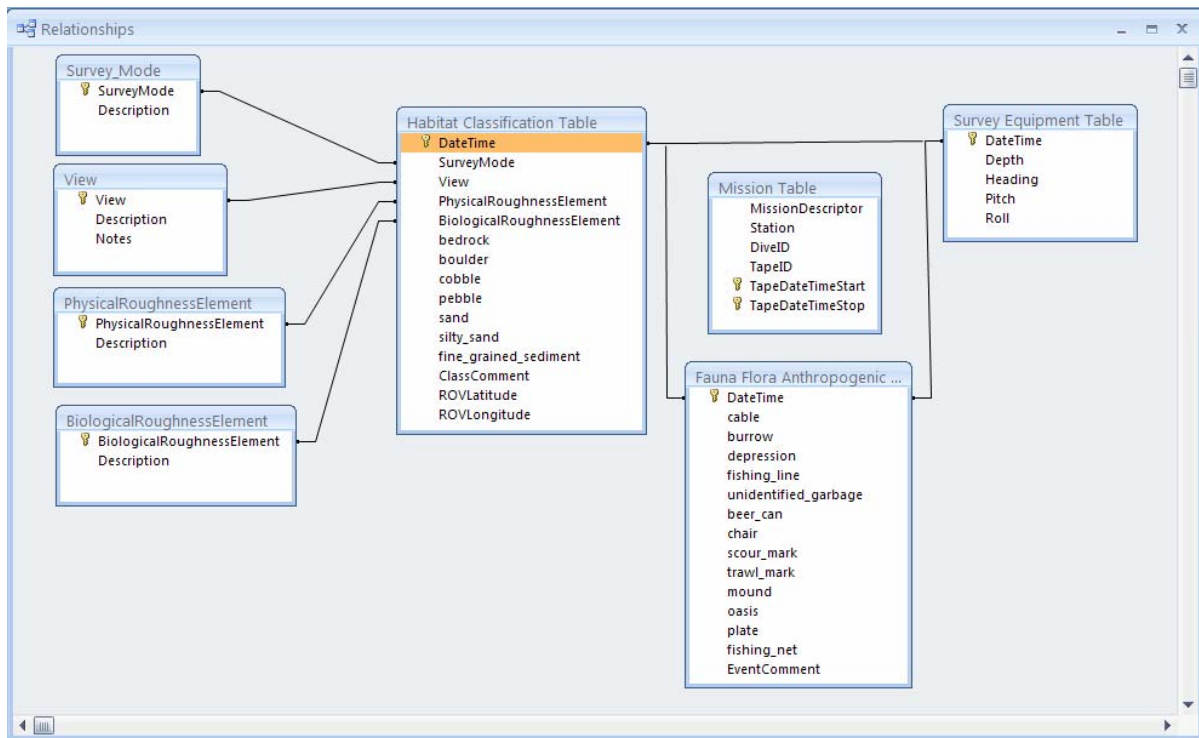 Relationships
Survey_Mode
SurveyMode
Description
View
View
Description
Notes
PhysicalRoughnessElement
PhysicalRoughnessElement
Description
BiologicalRoughnessElement
BiologicalRoughnessElement
Description
Habitat Classification Table
DateTime
SurveyMode
View
PhysicalRoughnessElement
BiologicalRoughnessElement
bedrock
boulder
cobble
pebble
sand
silty_sand
fine_grained_sediment
ClassComment
ROVLatitude
ROVLongitude
Mission Table
MissionDescriptor
Station
DiveID
TapeID
TapeDateTimeStart
TapeDateTimeStop
Fauna Flora Anthropogenic ...
DateTime
cable
burrow
depression
fishing_line
unidentified_garbage
beer_can
chair
scour_mark
trawl_mark
mound
oasis
plate
fishing_net
EventComment
Survey Equipment Table
DateTime
Depth
Heading
Pitch
Roll